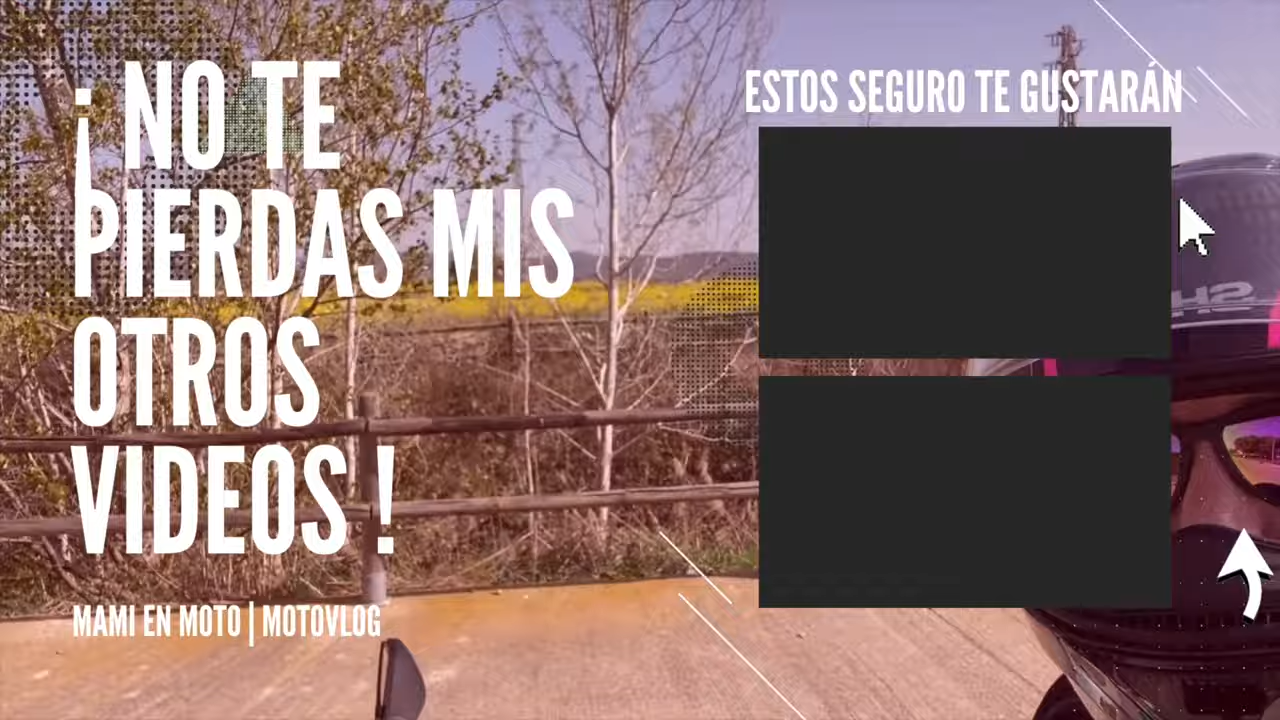 ¡ NO TE
PIERDAS MIS
OTROS
VIDEOS !
MAMI EN MOTO | MOTOVLOG
ESTOS SEGURO TE GUSTARÁN